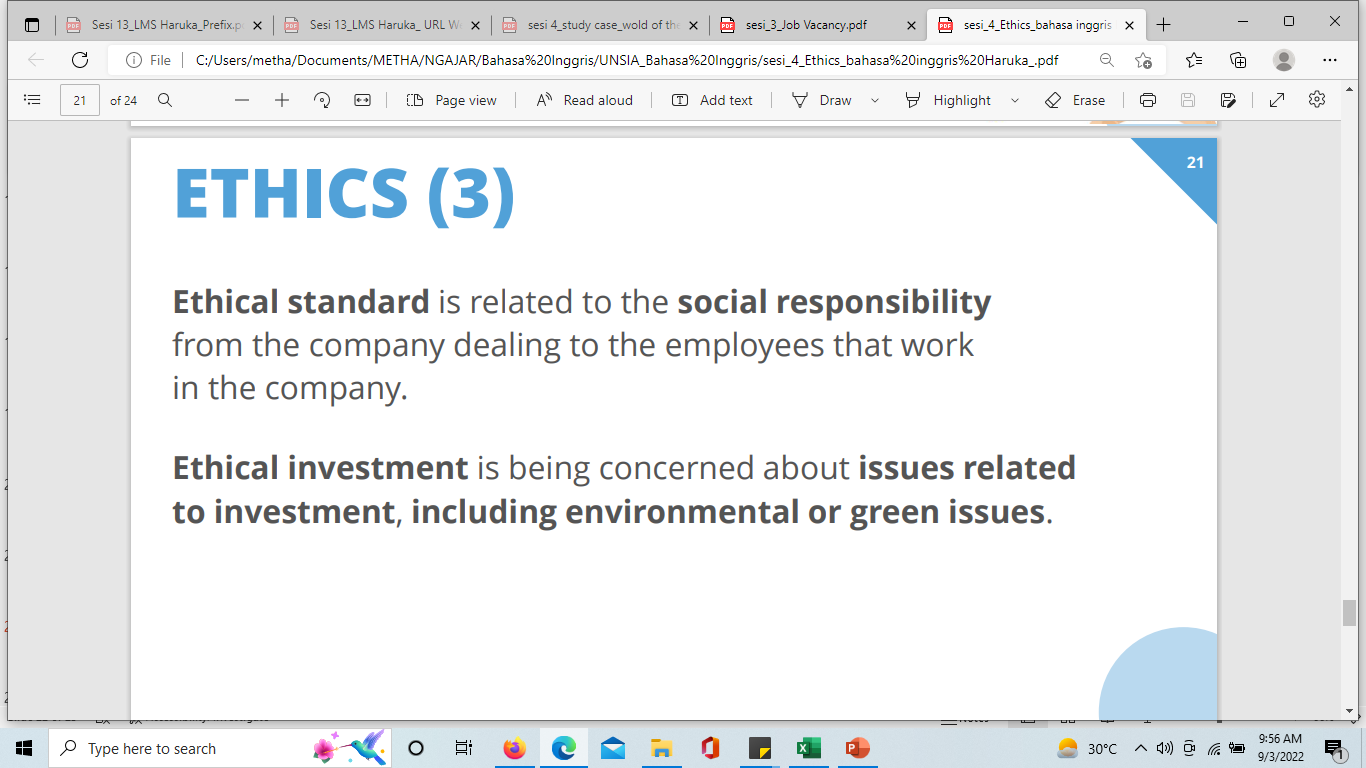 Sesi 13_LMS Haruka_Prefix.p
Sesi 13_LMS Haruka_ URL W
sesi 4_study case_wold of the
sesi_3_Job Vacancy.pdf
sesi_4_Ethics_bahasa inggris
File
C:/Users/metha/Documents/METHA/NGAJAR/Bahasa%20Inggris/UNSIA_Bahasa%20Inggris/sesi_4_Ethics_bahasa%20inggris%20Haruka_.pdf
21 of 24
Page view
Read aloud
Add text
Draw
Highlight
Erase
21
ETHICS (3)
Ethical standard is related to the social responsibility
from the company dealing to the employees that work
in the company.
Ethical investment is being concerned about issues related
to investment, including environmental or green issues.
Type here to search
30°C
9:56 AM
9/3/2022
1